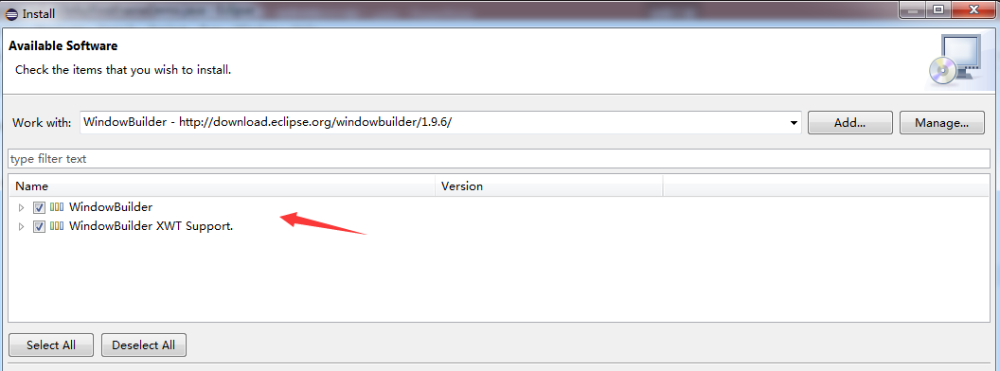 Install
Available Software
Check the items that you wish to install.
Work with: WindowBuilder - http://download.eclipse.org/windowbuilder/1.9.6/ Add... Manage...
type filter text
Name Version
WindowBuilder
WindowBuilder XWT Support.
Select All Deselect All